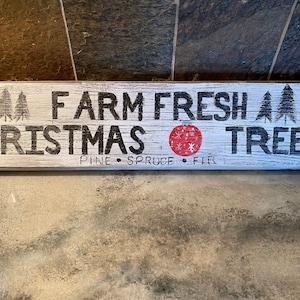 FARM FRESH
RISTMAS TREE
PINE • SPRUCE • FIR